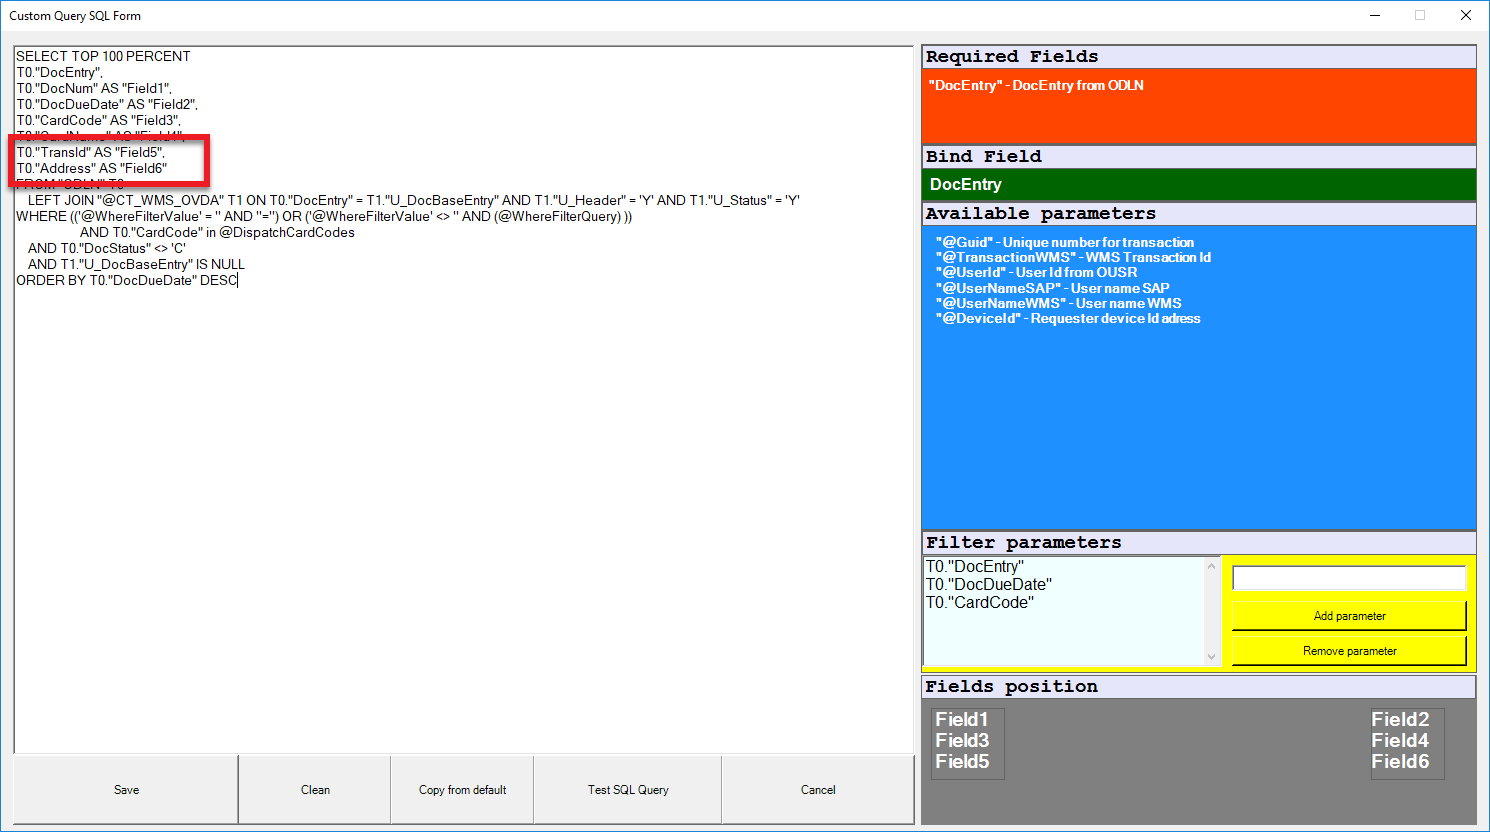 Custom Query SQL Form
SELECT TOP 100 PERCENT
T0."DocEntry",
T0."DocNum" AS "Field1",
T0."DocDueDate" AS "Field2",
T0."CardCode" AS "Field3",
T0."CardName" AS "Field4",
T0."TransId" AS "Field5",
T0."Address" AS "Field6"
FROM "ODLN" T0
LEFT JOIN "@CT_WMS_OVDA" T1 ON T0."DocEntry" = T1."U_DocBaseEntry" AND T1."U_Header" = 'Y' AND T1."U_Status" = 'Y'
WHERE (('@WhereFilterValue' = '' AND ''='') OR ('@WhereFilterValue' <> '' AND (@WhereFilterQuery) ))
AND T0."CardCode" in @DispatchCardCodes
AND T0."DocStatus" <> 'C'
AND T1."U_DocBaseEntry" IS NULL
ORDER BY T0."DocDueDate" DESC
Save
Clean
Copy from default
Test SQL Query
Cancel
Required Fields
"DocEntry" - DocEntry from ODLN
Bind Field
DocEntry
Available parameters
"@Guid" - Unique number for transaction
"@TransactionWMS" - WMS Transaction Id
"@UserId" - User Id from OUSR
"@UserNameSAP" - User name SAP
"@UserNameWMS" - User name WMS
"@DeviceId" - Requester device Id adress
Filter parameters
T0."DocEntry"
T0."DocDueDate"
T0."CardCode"
Add parameter
Remove parameter
Fields position
Field1
Field3
Field5
Field2
Field4
Field6